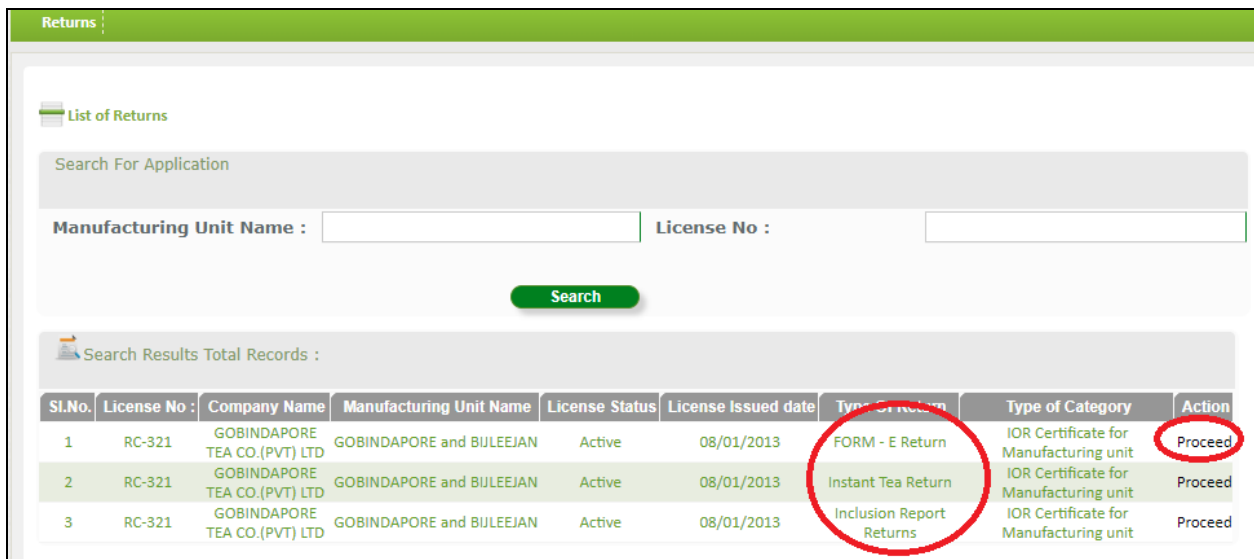 Returns
List of Returns
Search For Application
Manufacturing Unit Name :
License No :
Search
Search Results Total Records :
Sl.No. License No : Company Name Manufacturing Unit Name License Status License Issued date Type Of Return Type of Category Action
1 RC-321 GOBINDAPORE TEA CO.(PVT) LTD GOBINDAPORE and BIJLEEJAN Active 08/01/2013 FORM - E Return IOR Certificate for Manufacturing unit Proceed
2 RC-321 GOBINDAPORE TEA CO.(PVT) LTD GOBINDAPORE and BIJLEEJAN Active 08/01/2013 Instant Tea Return IOR Certificate for Manufacturing unit Proceed
3 RC-321 GOBINDAPORE TEA CO.(PVT) LTD GOBINDAPORE and BIJLEEJAN Active 08/01/2013 Inclusion Report Returns IOR Certificate for Manufacturing unit Proceed